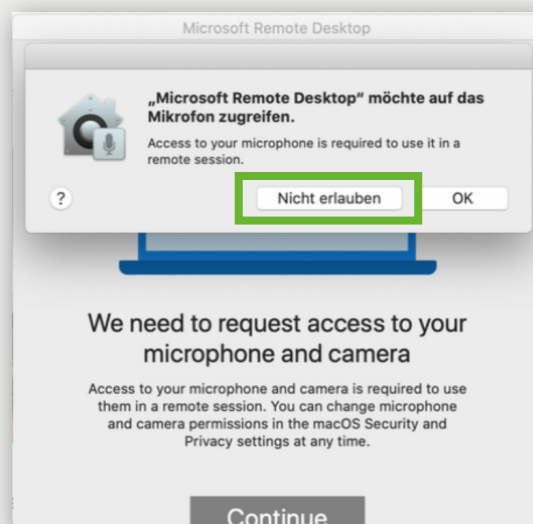 Microsoft Remote Desktop
„Microsoft Remote Desktop“ möchte auf das
Mikrofon zugreifen.
Access to your microphone is required to use it in a
remote session.
?
Nicht erlauben
OK
We need to request access to your
microphone and camera
Access to your microphone and camera is required to use
them in a remote session. You can change microphone
and camera permissions in the macOS Security and
Privacy settings at any time.
Continue